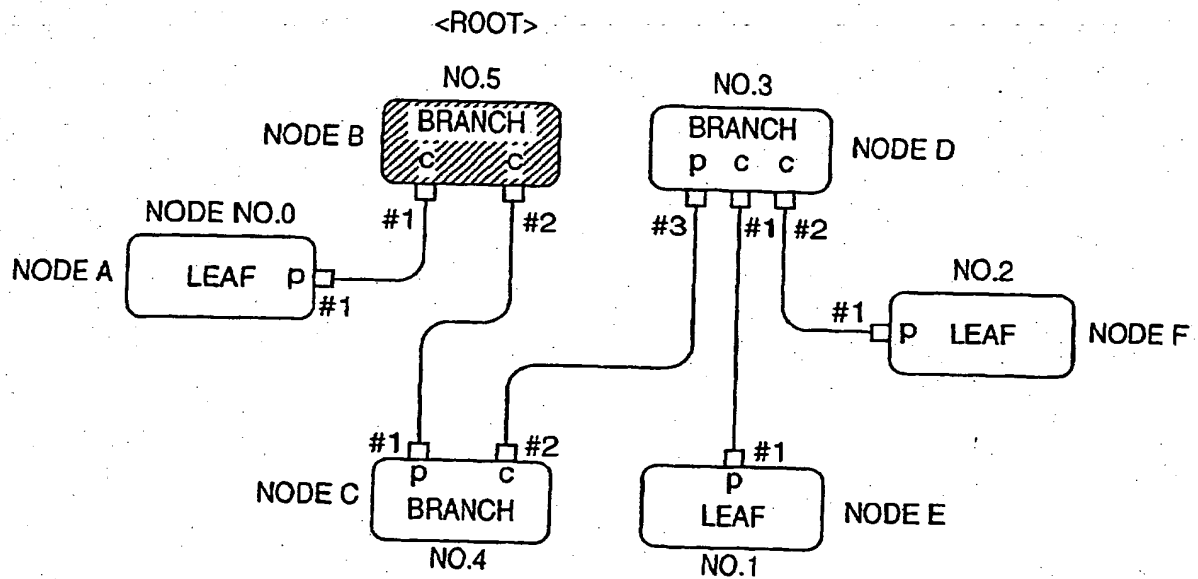 <ROOT>
NO.5
NODE B
BRANCH
c c
#1 #2
NO.3
BRANCH
p c c
NODE D
#3 #1 #2
NODE NO.0
NODE A
LEAF p
#1
NO.2
#1
p LEAF
NODE F
#1 #2
p c
NODE C
BRANCH
NO.4
#1
p
LEAF
NODE E
NO.1